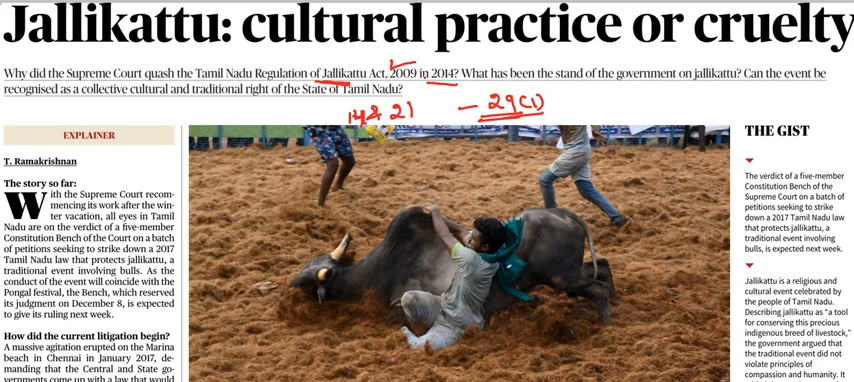 Jallikattu: cultural practice or cruelty
Why did the Supreme Court quash the Tamil Nadu Regulation of Jallikattu Act, 2009 in 2014? What has been the stand of the government on jallikattu? Can the event be
recognised as a collective cultural and traditional right of the State of Tamil Nadu?
14 & 21 — 29(1)
EXPLAINER
T. Ramakrishnan
The story so far:
With the Supreme Court recom-
mencing its work after the win-
ter vacation, all eyes in Tamil
Nadu are on the verdict of a five-member
Constitution Bench of the Court on a batch
of petitions seeking to strike down a 2017
Tamil Nadu law that protects jallikattu, a
traditional event involving bulls. As the
conduct of the event will coincide with the
Pongal festival, the Bench, which reserved
its judgment on December 8, is expected
to give its ruling next week.
How did the current litigation begin?
A massive agitation erupted on the Marina
beach in Chennai in January 2017, de-
manding that the Central and State go-
vernments come up with a law that would
THE GIST
The verdict of a five-member
Constitution Bench of the
Supreme Court on a batch of
petitions seeking to strike
down a 2017 Tamil Nadu law
that protects jallikattu, a
traditional event involving
bulls, is expected next week.
Jallikattu is a religious and
cultural event celebrated by
the people of Tamil Nadu.
Describing jallikattu as “a tool
for conserving this precious
indigenous breed of livestock,”
the government argued that
the traditional event did not
violate principles of
compassion and humanity. It